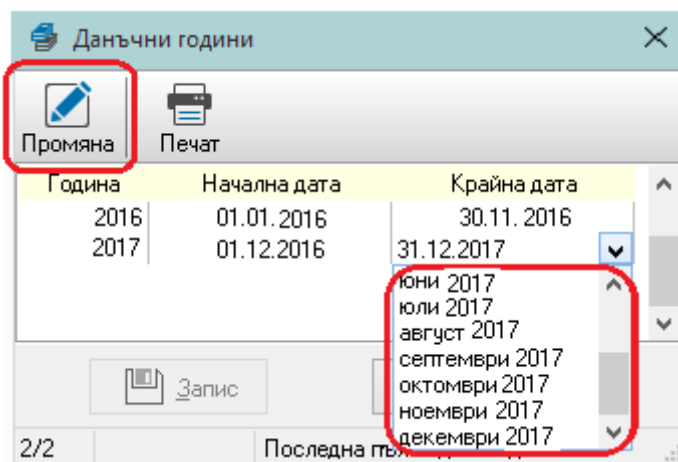 Данъчни години
Промяна Печат
Година Начална дата Крайна дата
2016 01.01.2016 30.11.2016
2017 01.12.2016 31.12.2017
юни 2017
юли 2017
август 2017
септември 2017
Запис октомври 2017
ноември 2017
декември 2017
2/2 Последна